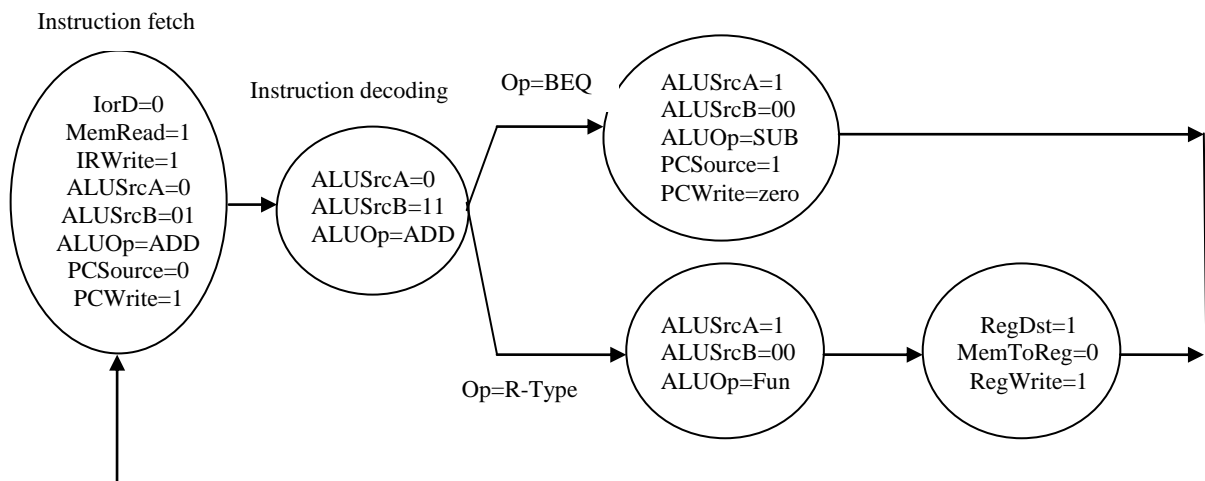 Instruction fetch
IorD=0
MemRead=1
IRWrite=1
ALUSrcA=0
ALUSrcB=01
ALUOp=ADD
PCSource=0
PCWrite=1
Instruction decoding
ALUSrcA=0
ALUSrcB=11
ALUOp=ADD
Op=BEQ
ALUSrcA=1
ALUSrcB=00
ALUOp=SUB
PCSource=1
PCWrite=zero
Op=R-Type
ALUSrcA=1
ALUSrcB=00
ALUOp=Fun
RegDst=1
MemToReg=0
RegWrite=1